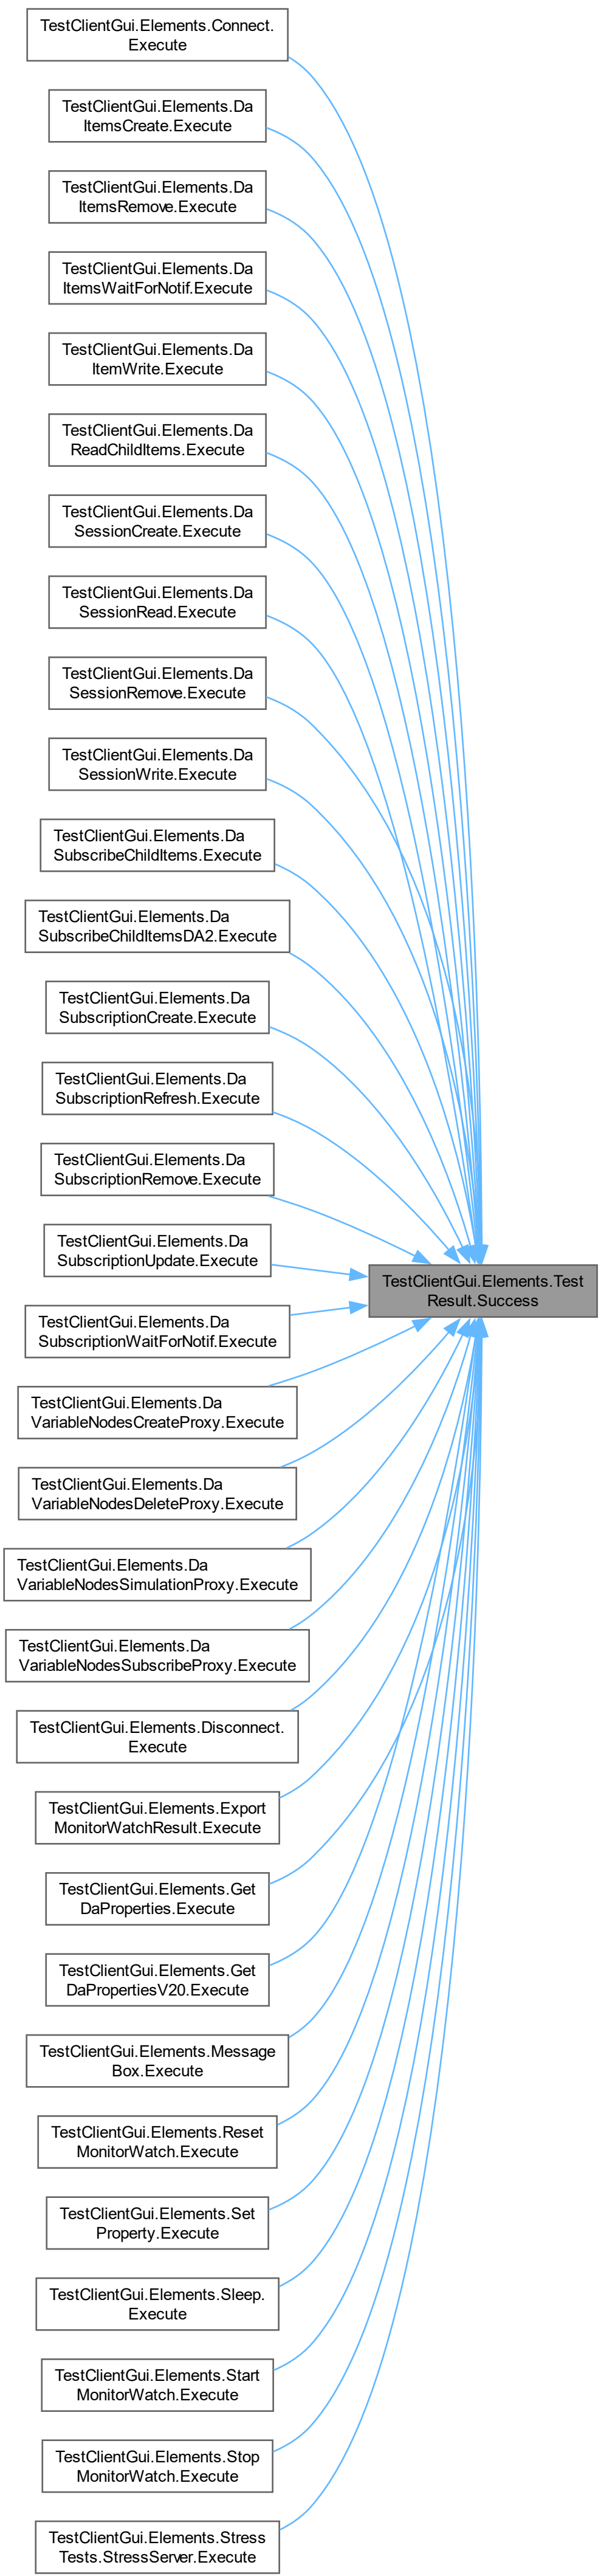 TestClientGui.Elements.Connect.
Execute
TestClientGui.Elements.Da
ItemsCreate.Execute
TestClientGui.Elements.Da
ItemsRemove.Execute
TestClientGui.Elements.Da
ItemsWaitForNotif.Execute
TestClientGui.Elements.Da
ItemWrite.Execute
TestClientGui.Elements.Da
ReadChildItems.Execute
TestClientGui.Elements.Da
SessionCreate.Execute
TestClientGui.Elements.Da
SessionRead.Execute
TestClientGui.Elements.Da
SessionRemove.Execute
TestClientGui.Elements.Da
SessionWrite.Execute
TestClientGui.Elements.Da
SubscribeChildItems.Execute
TestClientGui.Elements.Da
SubscribeChildItemsDA2.Execute
TestClientGui.Elements.Da
SubscriptionCreate.Execute
TestClientGui.Elements.Da
SubscriptionRefresh.Execute
TestClientGui.Elements.Da
SubscriptionRemove.Execute
TestClientGui.Elements.Da
SubscriptionUpdate.Execute
TestClientGui.Elements.Test
Result.Success
TestClientGui.Elements.Da
SubscriptionWaitForNotif.Execute
TestClientGui.Elements.Da
VariableNodesCreateProxy.Execute
TestClientGui.Elements.Da
VariableNodesDeleteProxy.Execute
TestClientGui.Elements.Da
VariableNodesSimulationProxy.Execute
TestClientGui.Elements.Da
VariableNodesSubscribeProxy.Execute
TestClientGui.Elements.Disconnect.
Execute
TestClientGui.Elements.Export
MonitorWatchResult.Execute
TestClientGui.Elements.Get
DaProperties.Execute
TestClientGui.Elements.Get
DaPropertiesV20.Execute
TestClientGui.Elements.Message
Box.Execute
TestClientGui.Elements.Reset
MonitorWatch.Execute
TestClientGui.Elements.Set
Property.Execute
TestClientGui.Elements.Sleep.
Execute
TestClientGui.Elements.Start
MonitorWatch.Execute
TestClientGui.Elements.Stop
MonitorWatch.Execute
TestClientGui.Elements.Stress
Tests.StressServer.Execute